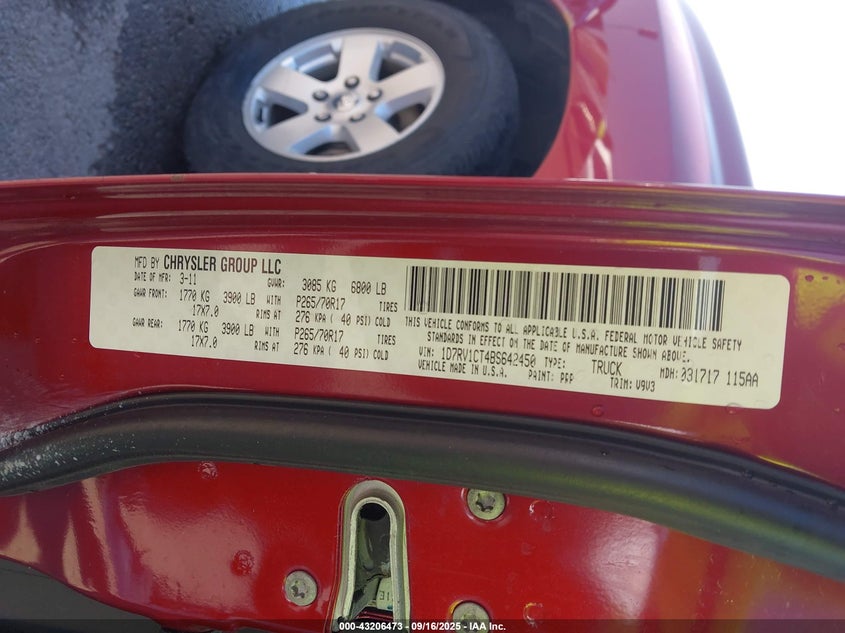 MFD BY CHRYSLER GROUP LLC
DATE OF MFR: 3-11 GVWR: 3085 KG 6800 LB
GAWR FRONT: 1770 KG 3900 LB WITH P265/70R17 TIRES
17X7.0 RIMS AT 276 KPA ( 40 PSI) COLD
GAWR REAR: 1770 KG 3900 LB WITH P265/70R17 TIRES
17X7.0 RIMS AT 276 KPA ( 40 PSI) COLD
THIS VEHICLE CONFORMS TO ALL APPLICABLE U.S.A. FEDERAL MOTOR VEHICLE SAFETY
STANDARDS IN EFFECT ON THE DATE OF MANUFACTURE SHOWN ABOVE.
VIN: 1D7RV1CT4BS642450 TYPE: TRUCK MDH: 031717 115AA
VEHICLE MADE IN U.S.A. PAINT: PRP TRIM: V9V3
000-43206473 — 09/16/2025 — IAA Inc.